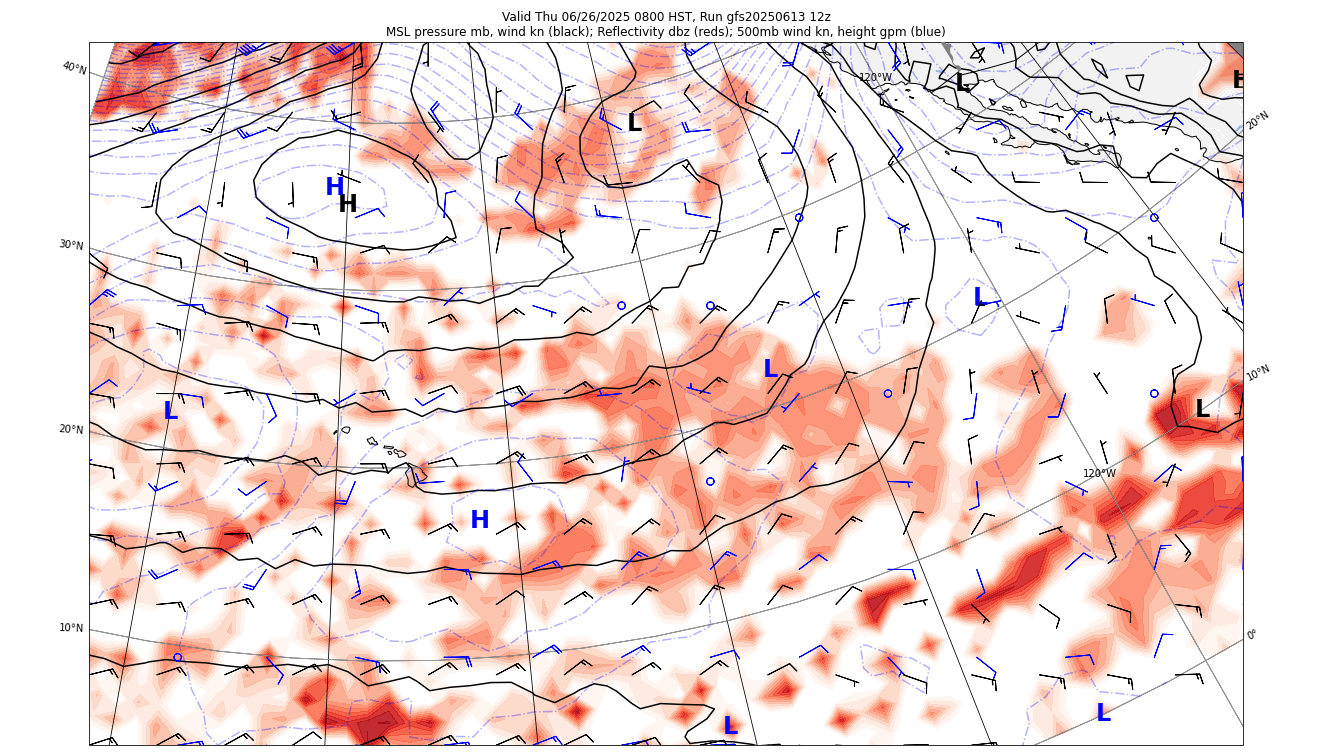 Valid Thu 06/26/2025 0800 HST, Run gfs20250613 12z
MSL pressure mb, wind kn (black); Reflectivity dbz (reds); 500mb wind kn, height gpm (blue)
40°N
120°W
L
H
20°N
L
H
H
30°N
L
L
10°N
L
L
20°N
120°W
H
10°N
0°
L
L